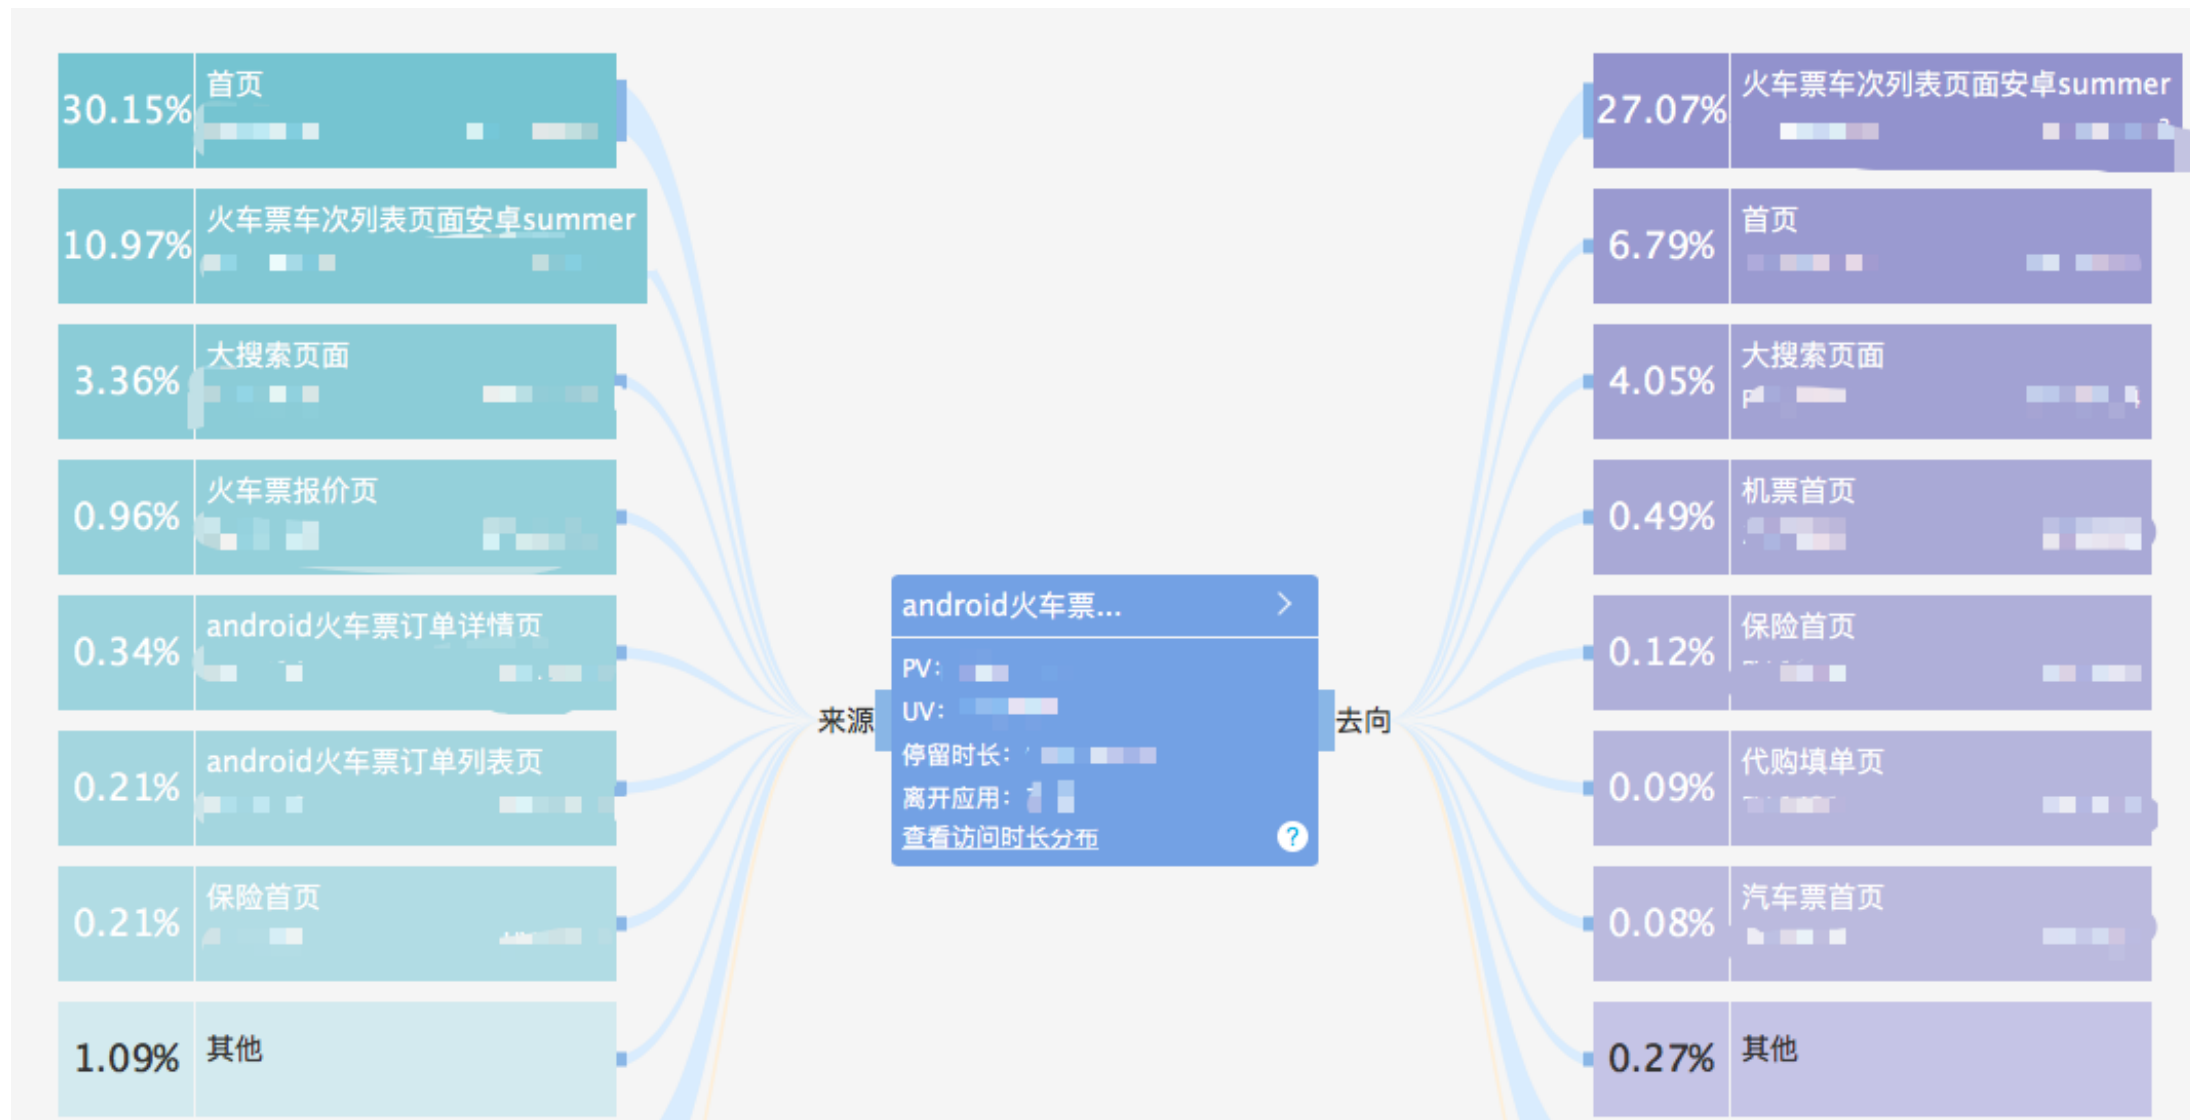 30.15%
首页
10.97%
火车票车次列表页面安卓summer
3.36%
大搜索页面
0.96%
火车票报价页
0.34%
android火车票订单详情页
0.21%
android火车票订单列表页
0.21%
保险首页
1.09%
其他
来源
android火车票...
PV:
UV:
停留时长:
离开应用:
查看访问时长分布
?
去向
27.07%
火车票车次列表页面安卓summer
6.79%
首页
4.05%
大搜索页面
0.49%
机票首页
0.12%
保险首页
0.09%
代购填单页
0.08%
汽车票首页
0.27%
其他